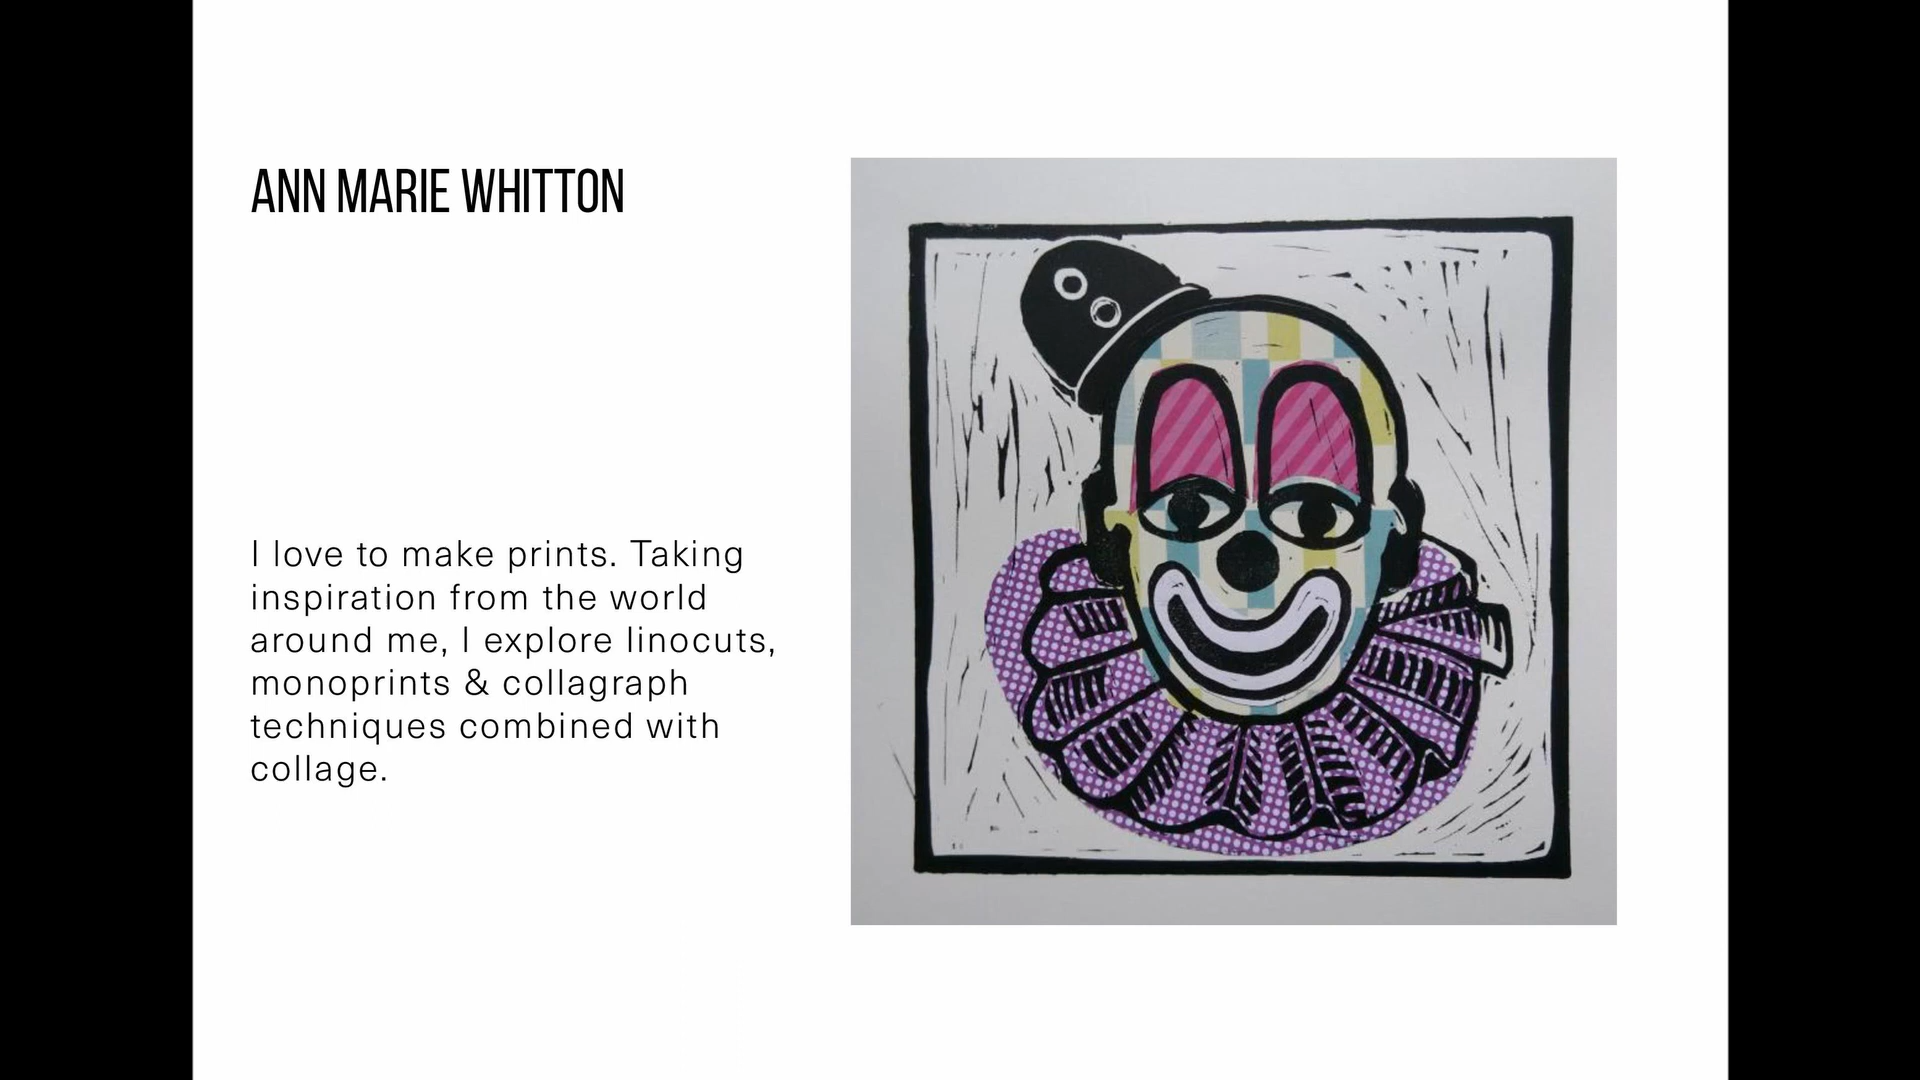 ANN MARIE WHITTON
I love to make prints. Taking
inspiration from the world
around me, I explore linocuts,
monoprints & collagraph
techniques combined with
collage.